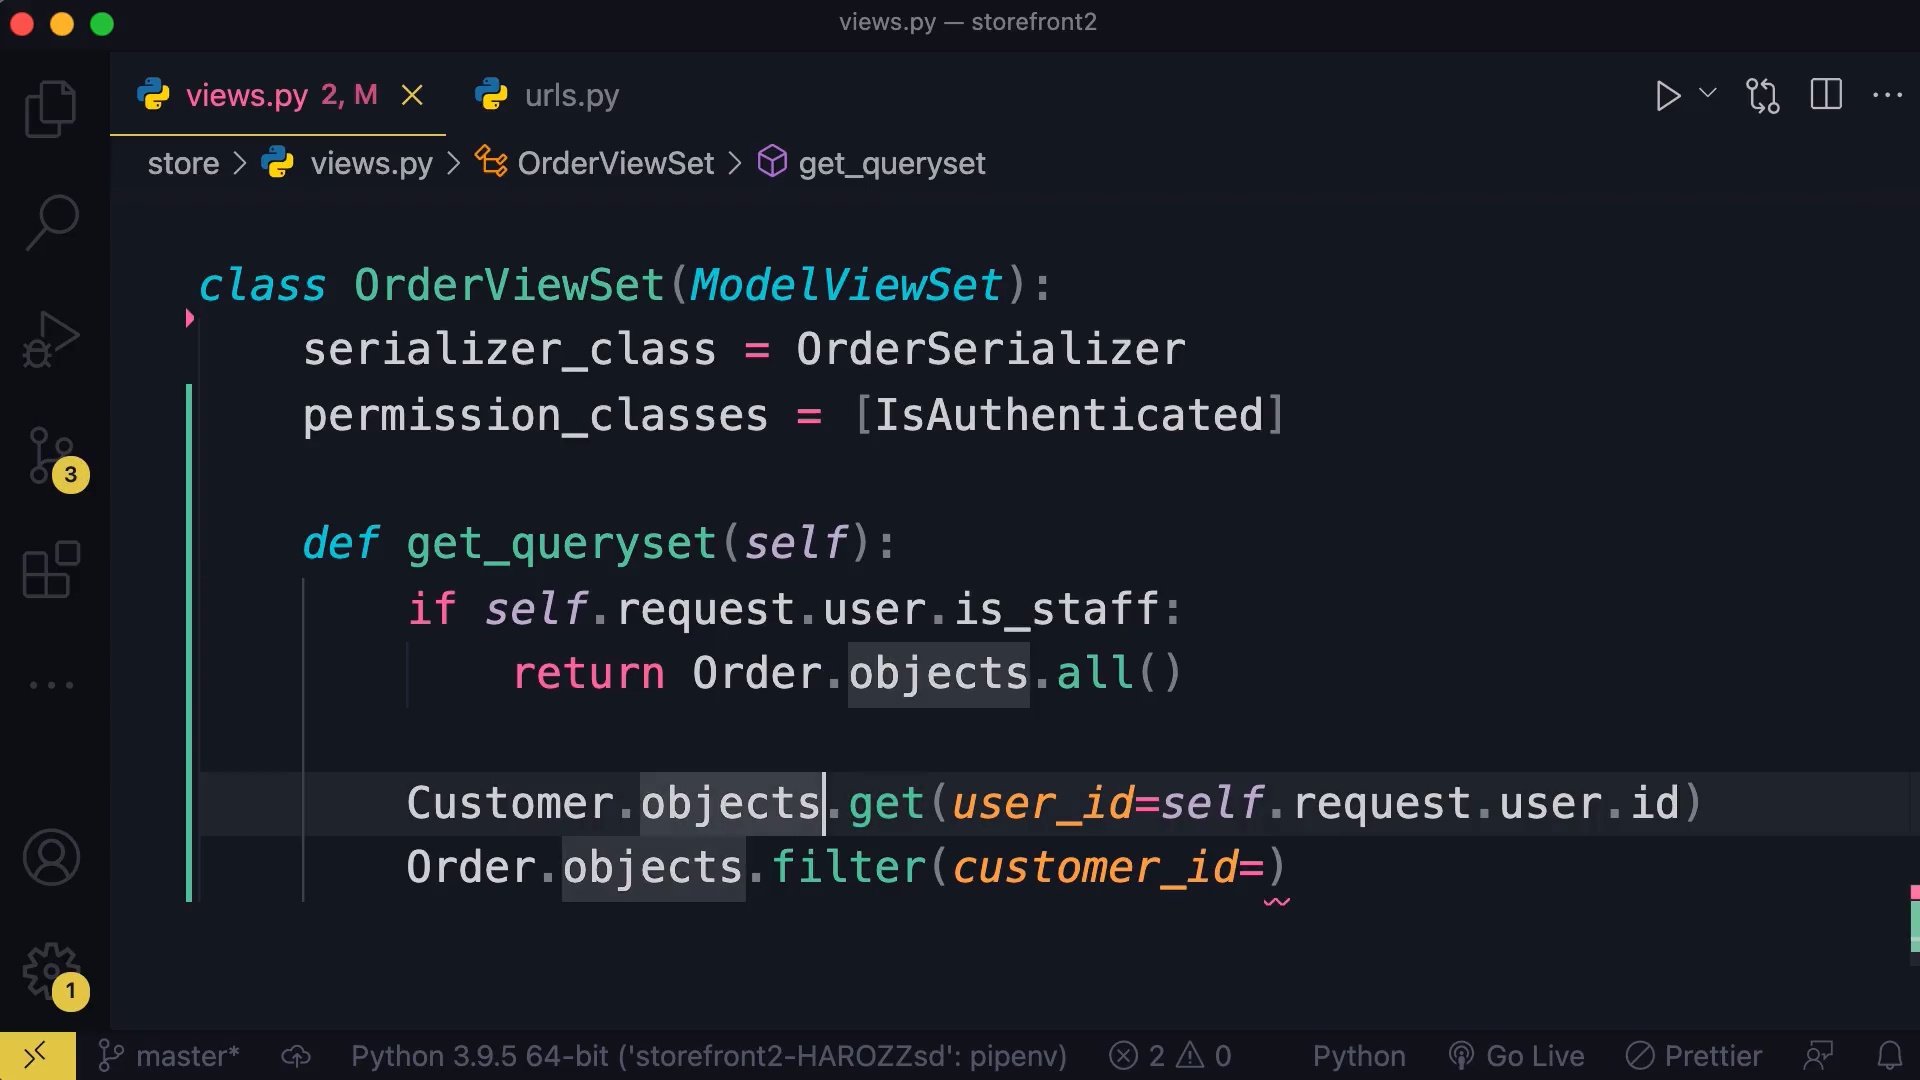 views.py — storefront2
views.py 2, M urls.py
store > views.py > OrderViewSet > get_queryset
class OrderViewSet(ModelViewSet):
serializer_class = OrderSerializer
permission_classes = [IsAuthenticated]
def get_queryset(self):
if self.request.user.is_staff:
return Order.objects.all()
Customer.objects.get(user_id=self.request.user.id)
Order.objects.filter(customer_id=)
3
1
master* Python 3.9.5 64-bit ('storefront2-HAROZZsd': pipenv) 2 0 Python Go Live Prettier